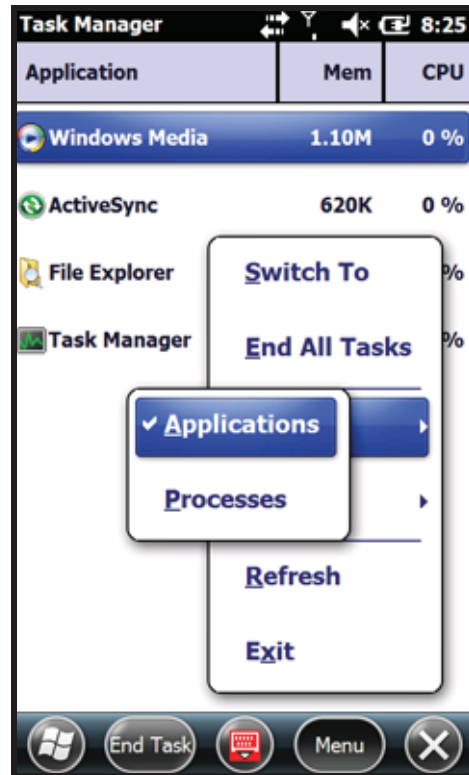 Task Manager 8:25
Application Mem CPU
Windows Media 1.10M 0 %
ActiveSync 620K 0 %
File Explorer %
Switch To
Task Manager %
End All Tasks
Applications
Processes
Refresh
Exit
End Task Menu